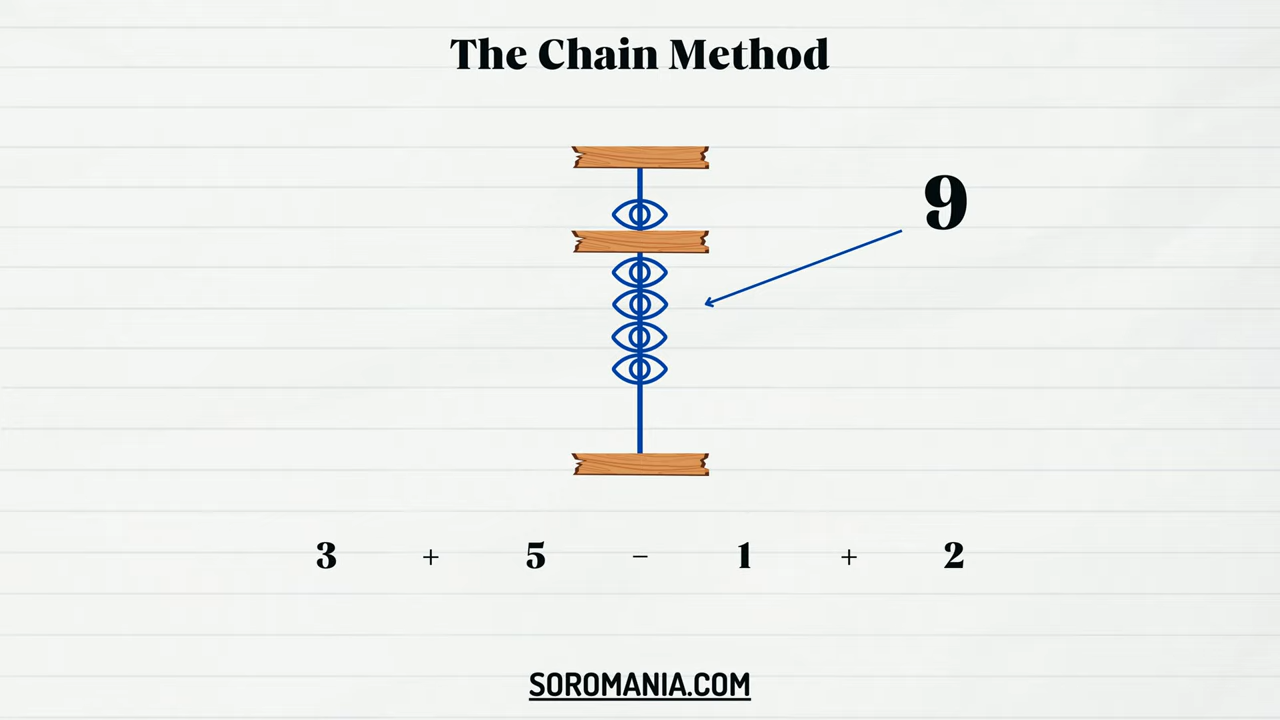 The Chain Method
9
3 + 5 − 1 + 2
SOROMANIA.COM